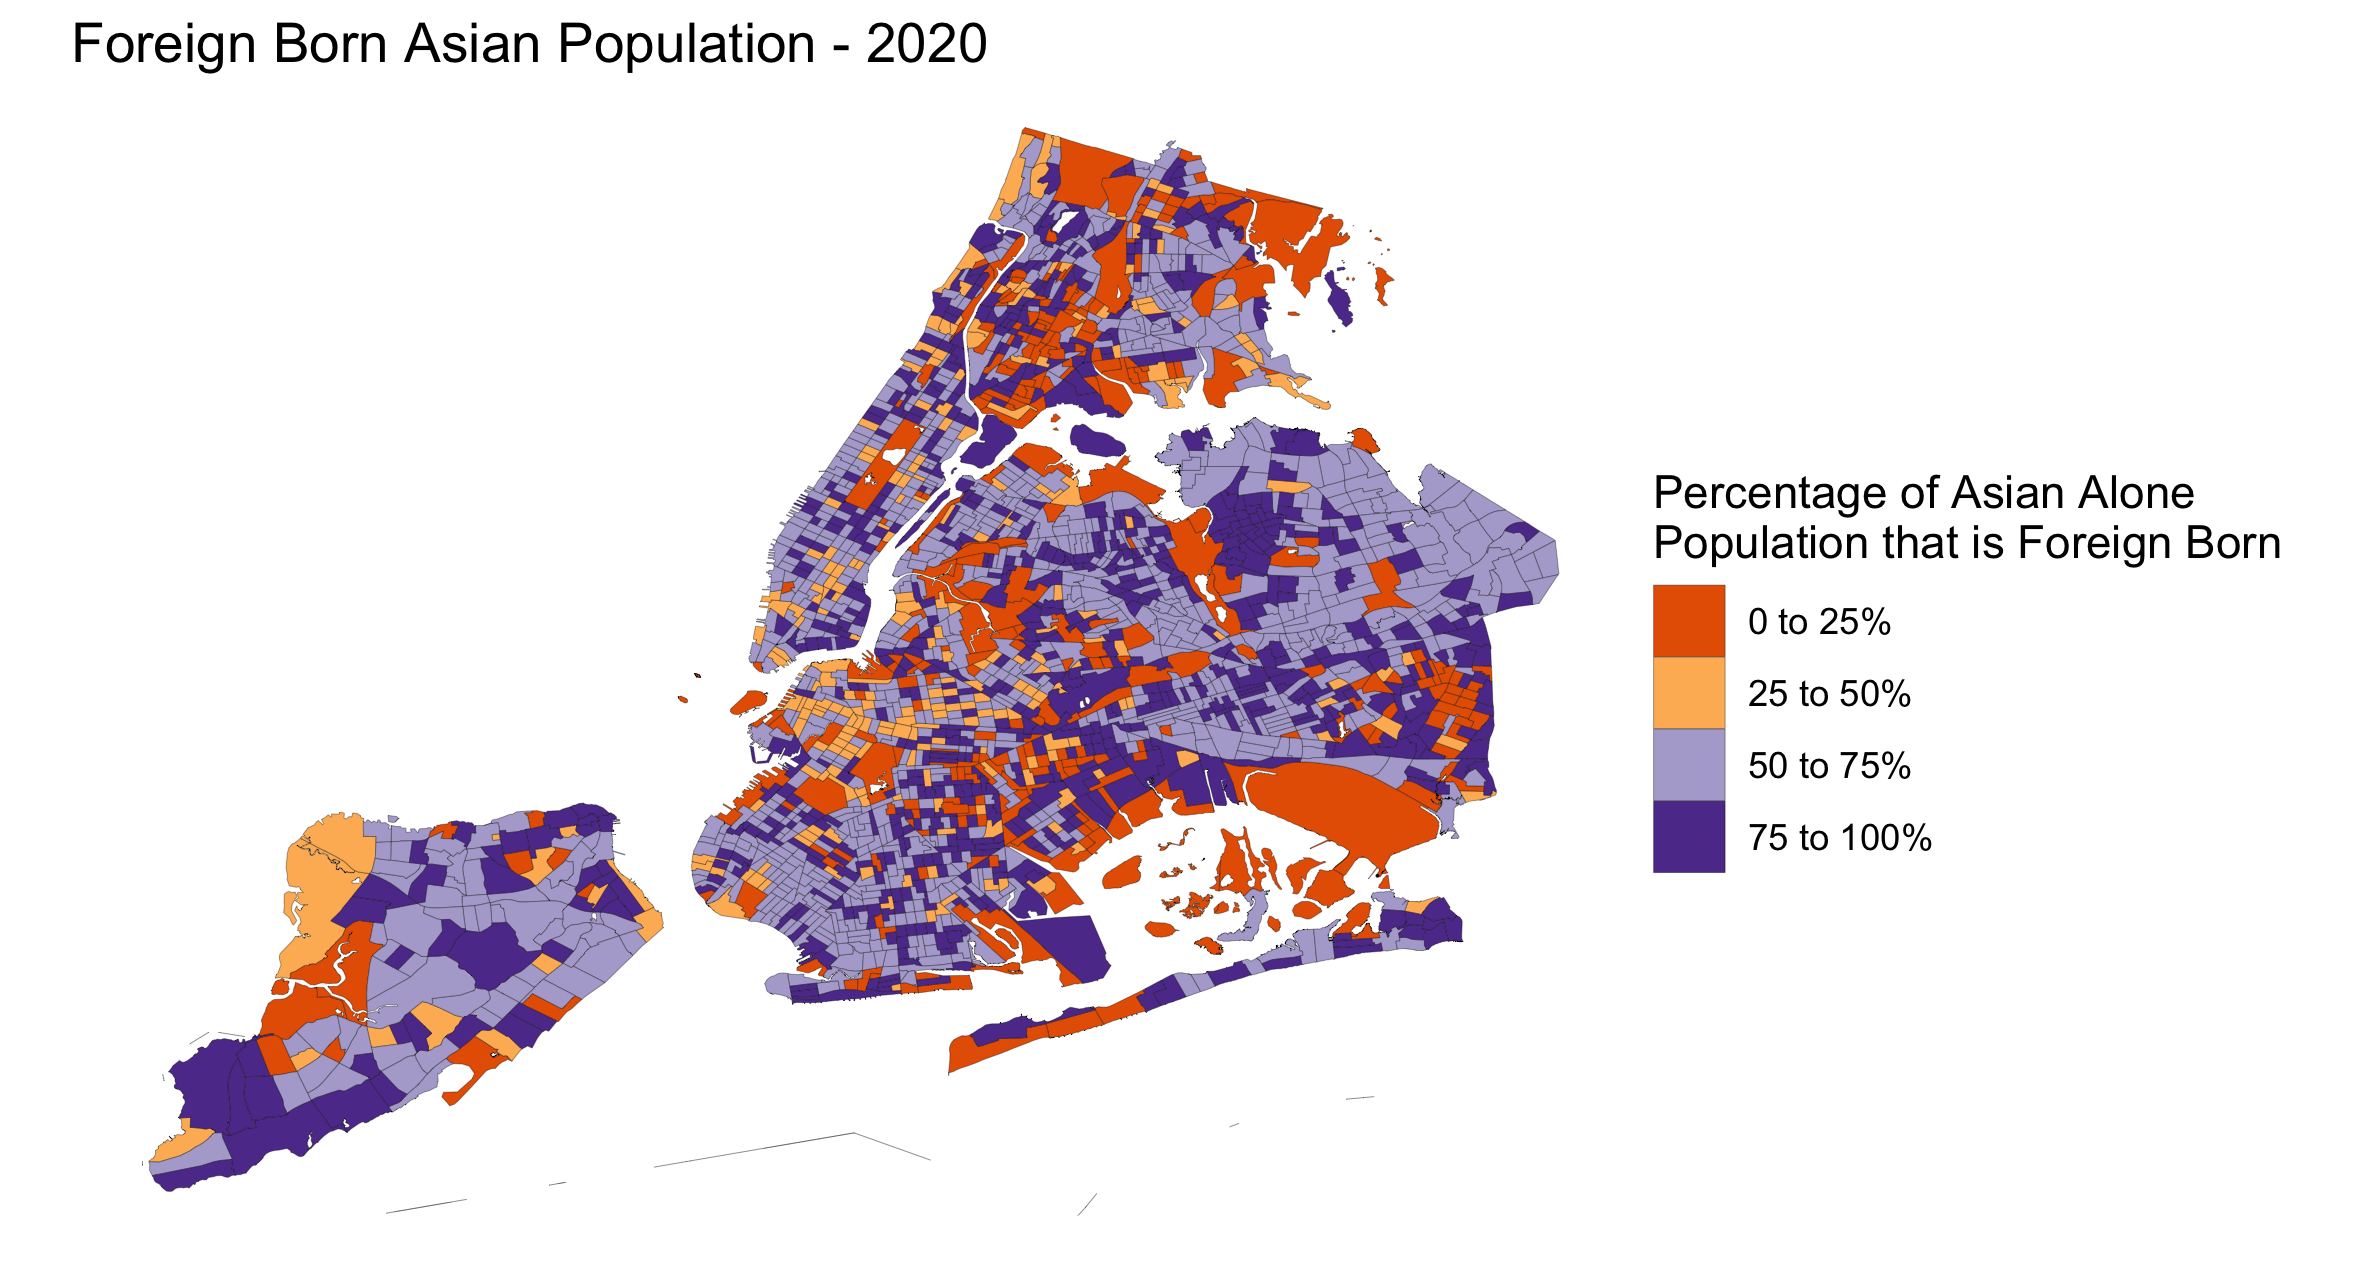 Foreign Born Asian Population - 2020
Percentage of Asian Alone
Population that is Foreign Born
0 to 25%
25 to 50%
50 to 75%
75 to 100%